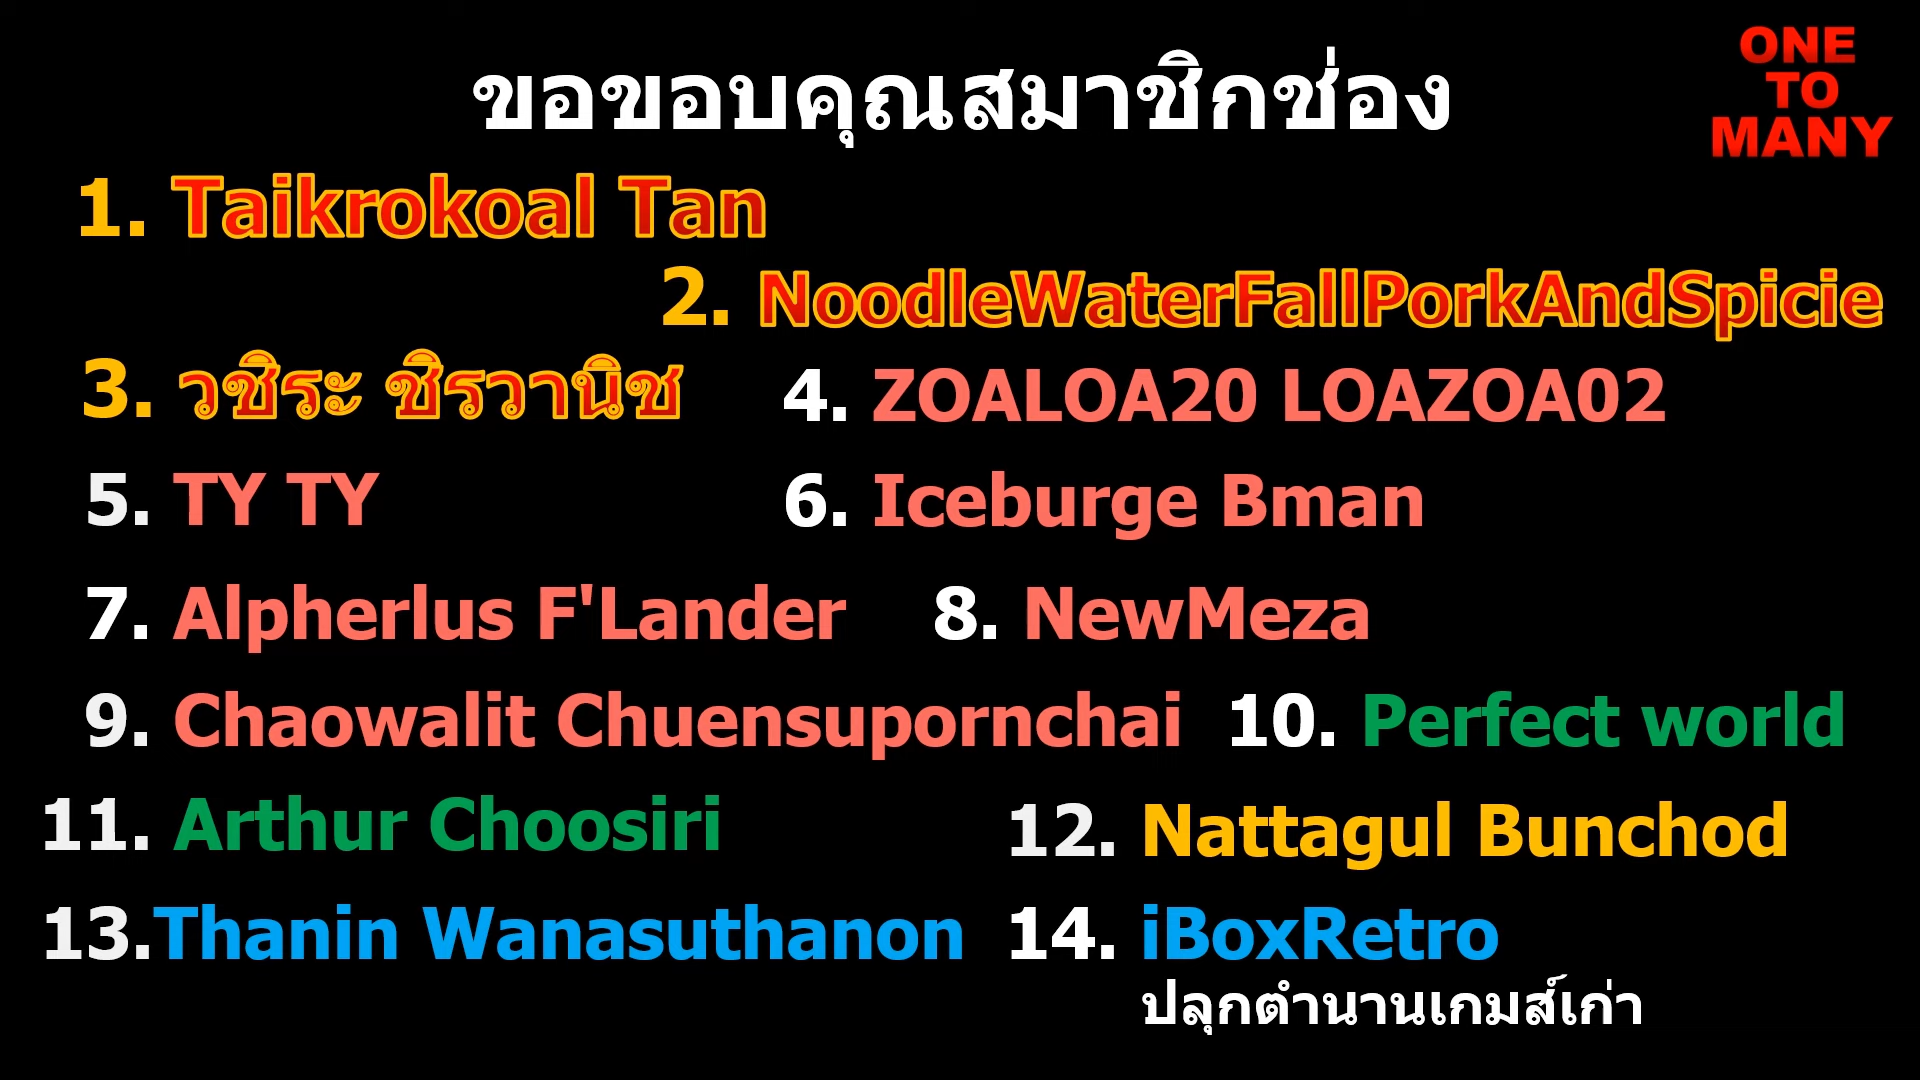 ขอขอบคุณสมาชิกช่อง
ONE
TO
MANY
1. Taikrokoal Tan
2. NoodleWaterFallPorkAndSpicie
3. วชิระ ชิรวานิช
4. ZOALOA20 LOAZOA02
5. TY TY
6. Iceburge Bman
7. Alpherlus F'Lander
8. NewMeza
9. Chaowalit Chuensupornchai
10. Perfect world
11. Arthur Choosiri
12. Nattagul Bunchod
13.Thanin Wanasuthanon
14. iBoxRetro
ปลุกตำนานเกมส์เก่า